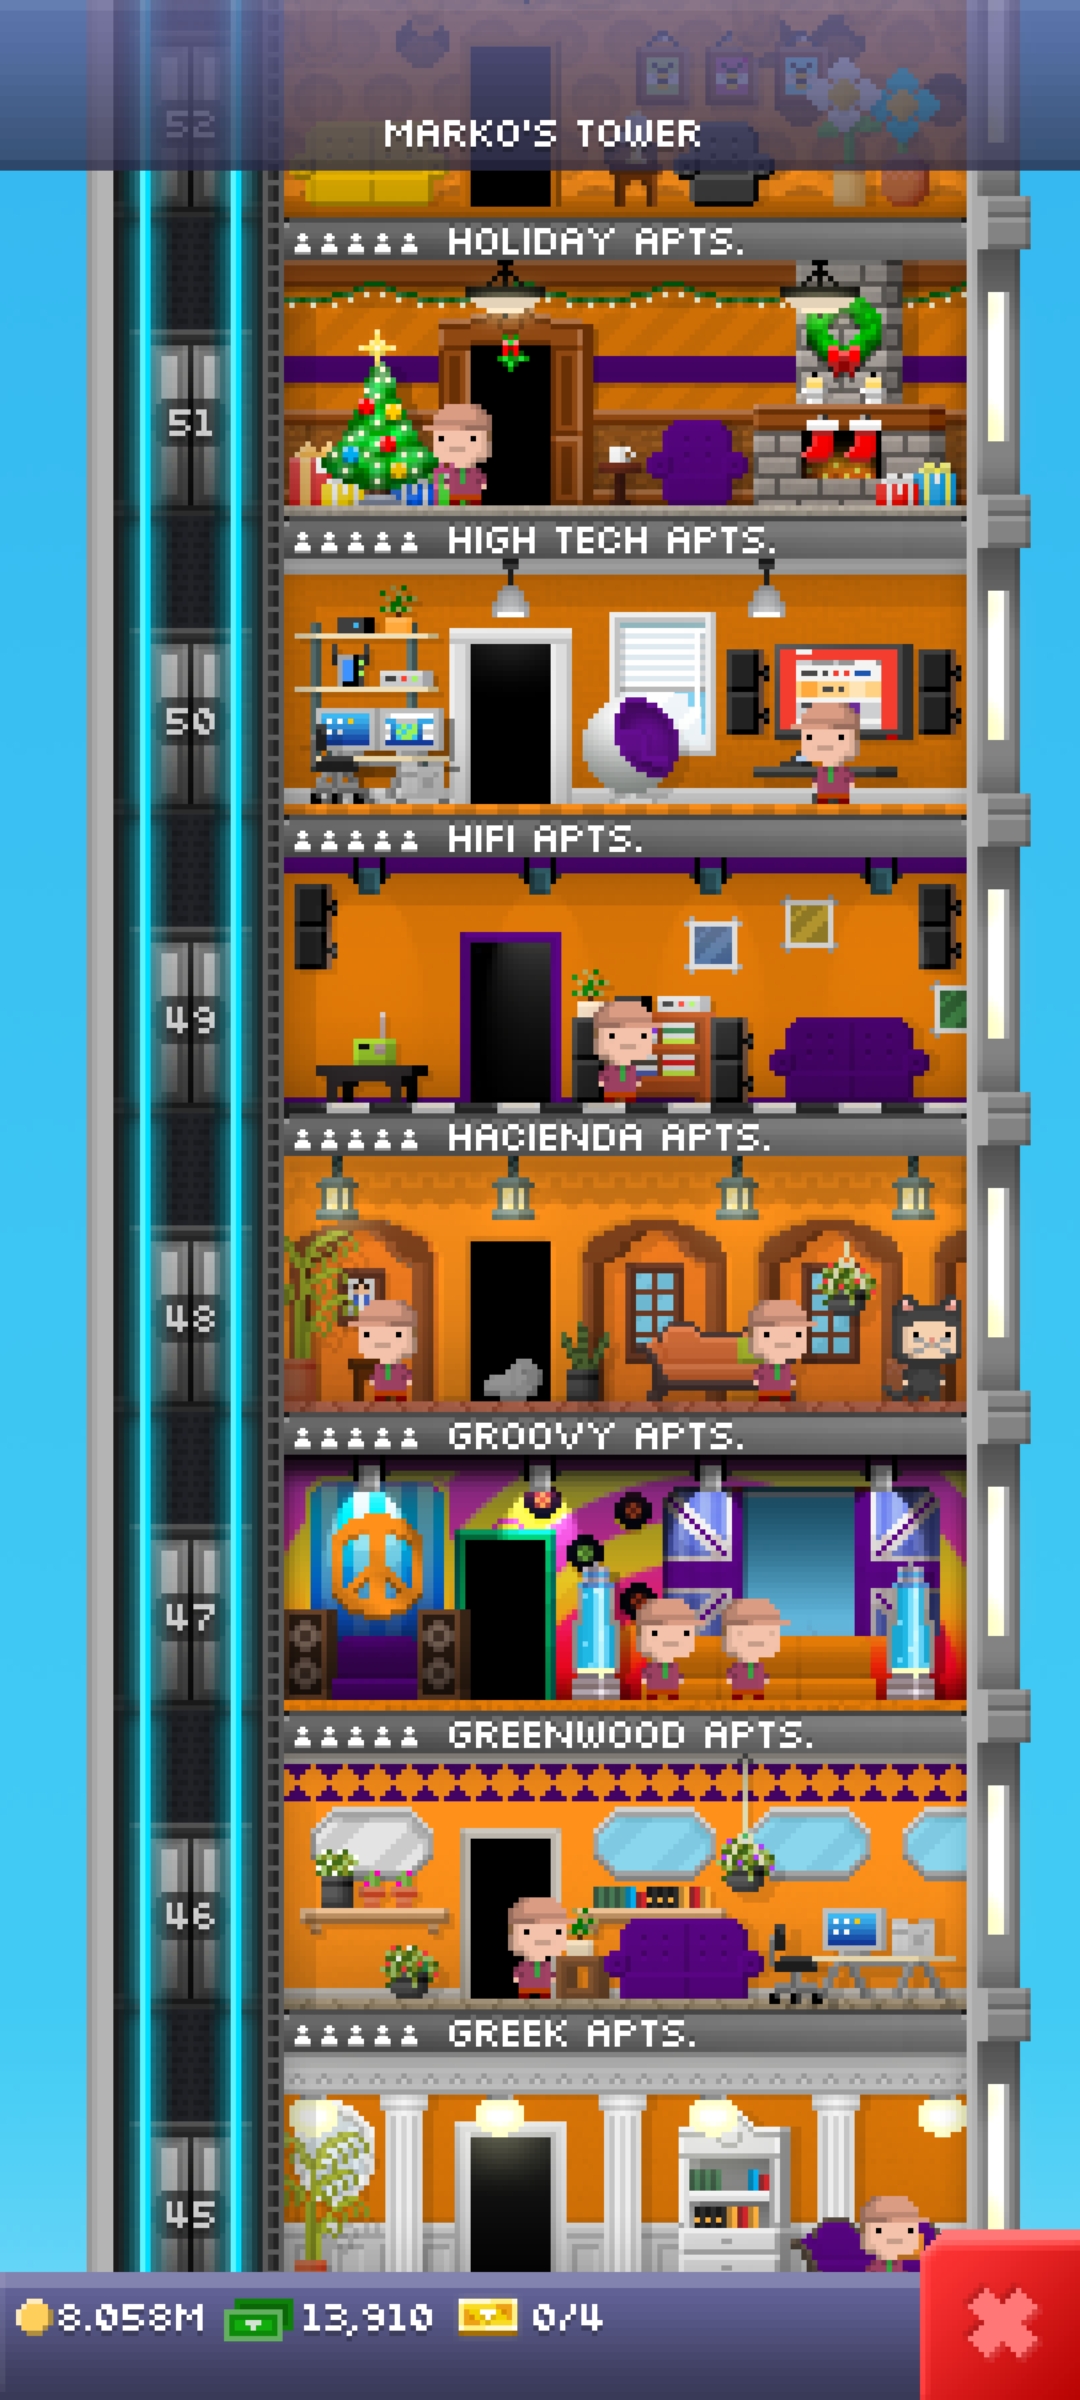 52
MARKO'S TOWER
HOLIDAY APTS.
51
HIGH TECH APTS.
50
HIFI APTS.
49
HACIENDA APTS.
48
GROOVY APTS.
47
GREENWOOD APTS.
46
GREEK APTS.
45
8.058M 13,910 0/4